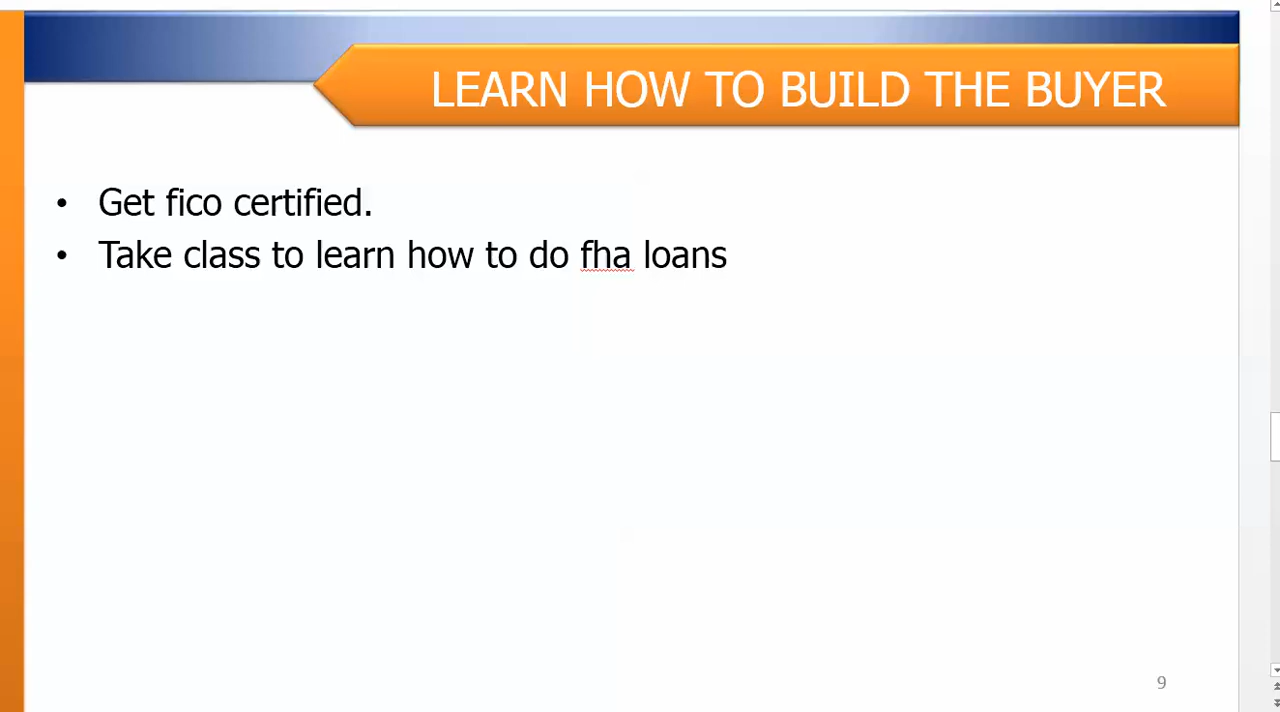 LEARN HOW TO BUILD THE BUYER
• Get fico certified.
• Take class to learn how to do fha loans
9